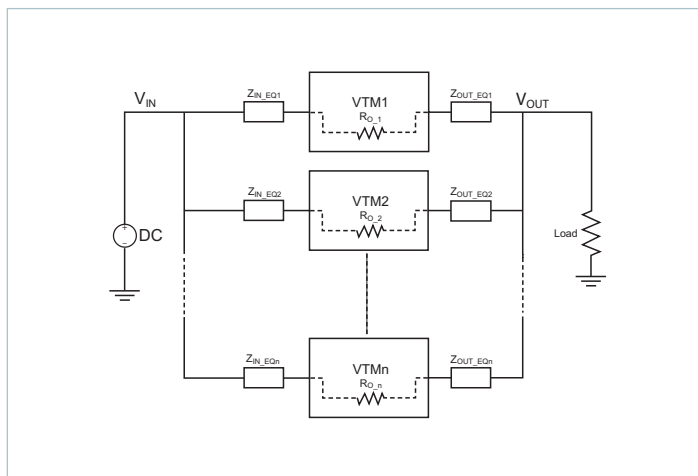 V_IN
Z_IN_EQ1
VTM1
R_O_1
Z_OUT_EQ1
V_OUT
Z_IN_EQ2
VTM2
R_O_2
Z_OUT_EQ2
+
DC
–
Load
Z_IN_EQn
VTMn
R_O_n
Z_OUT_EQn